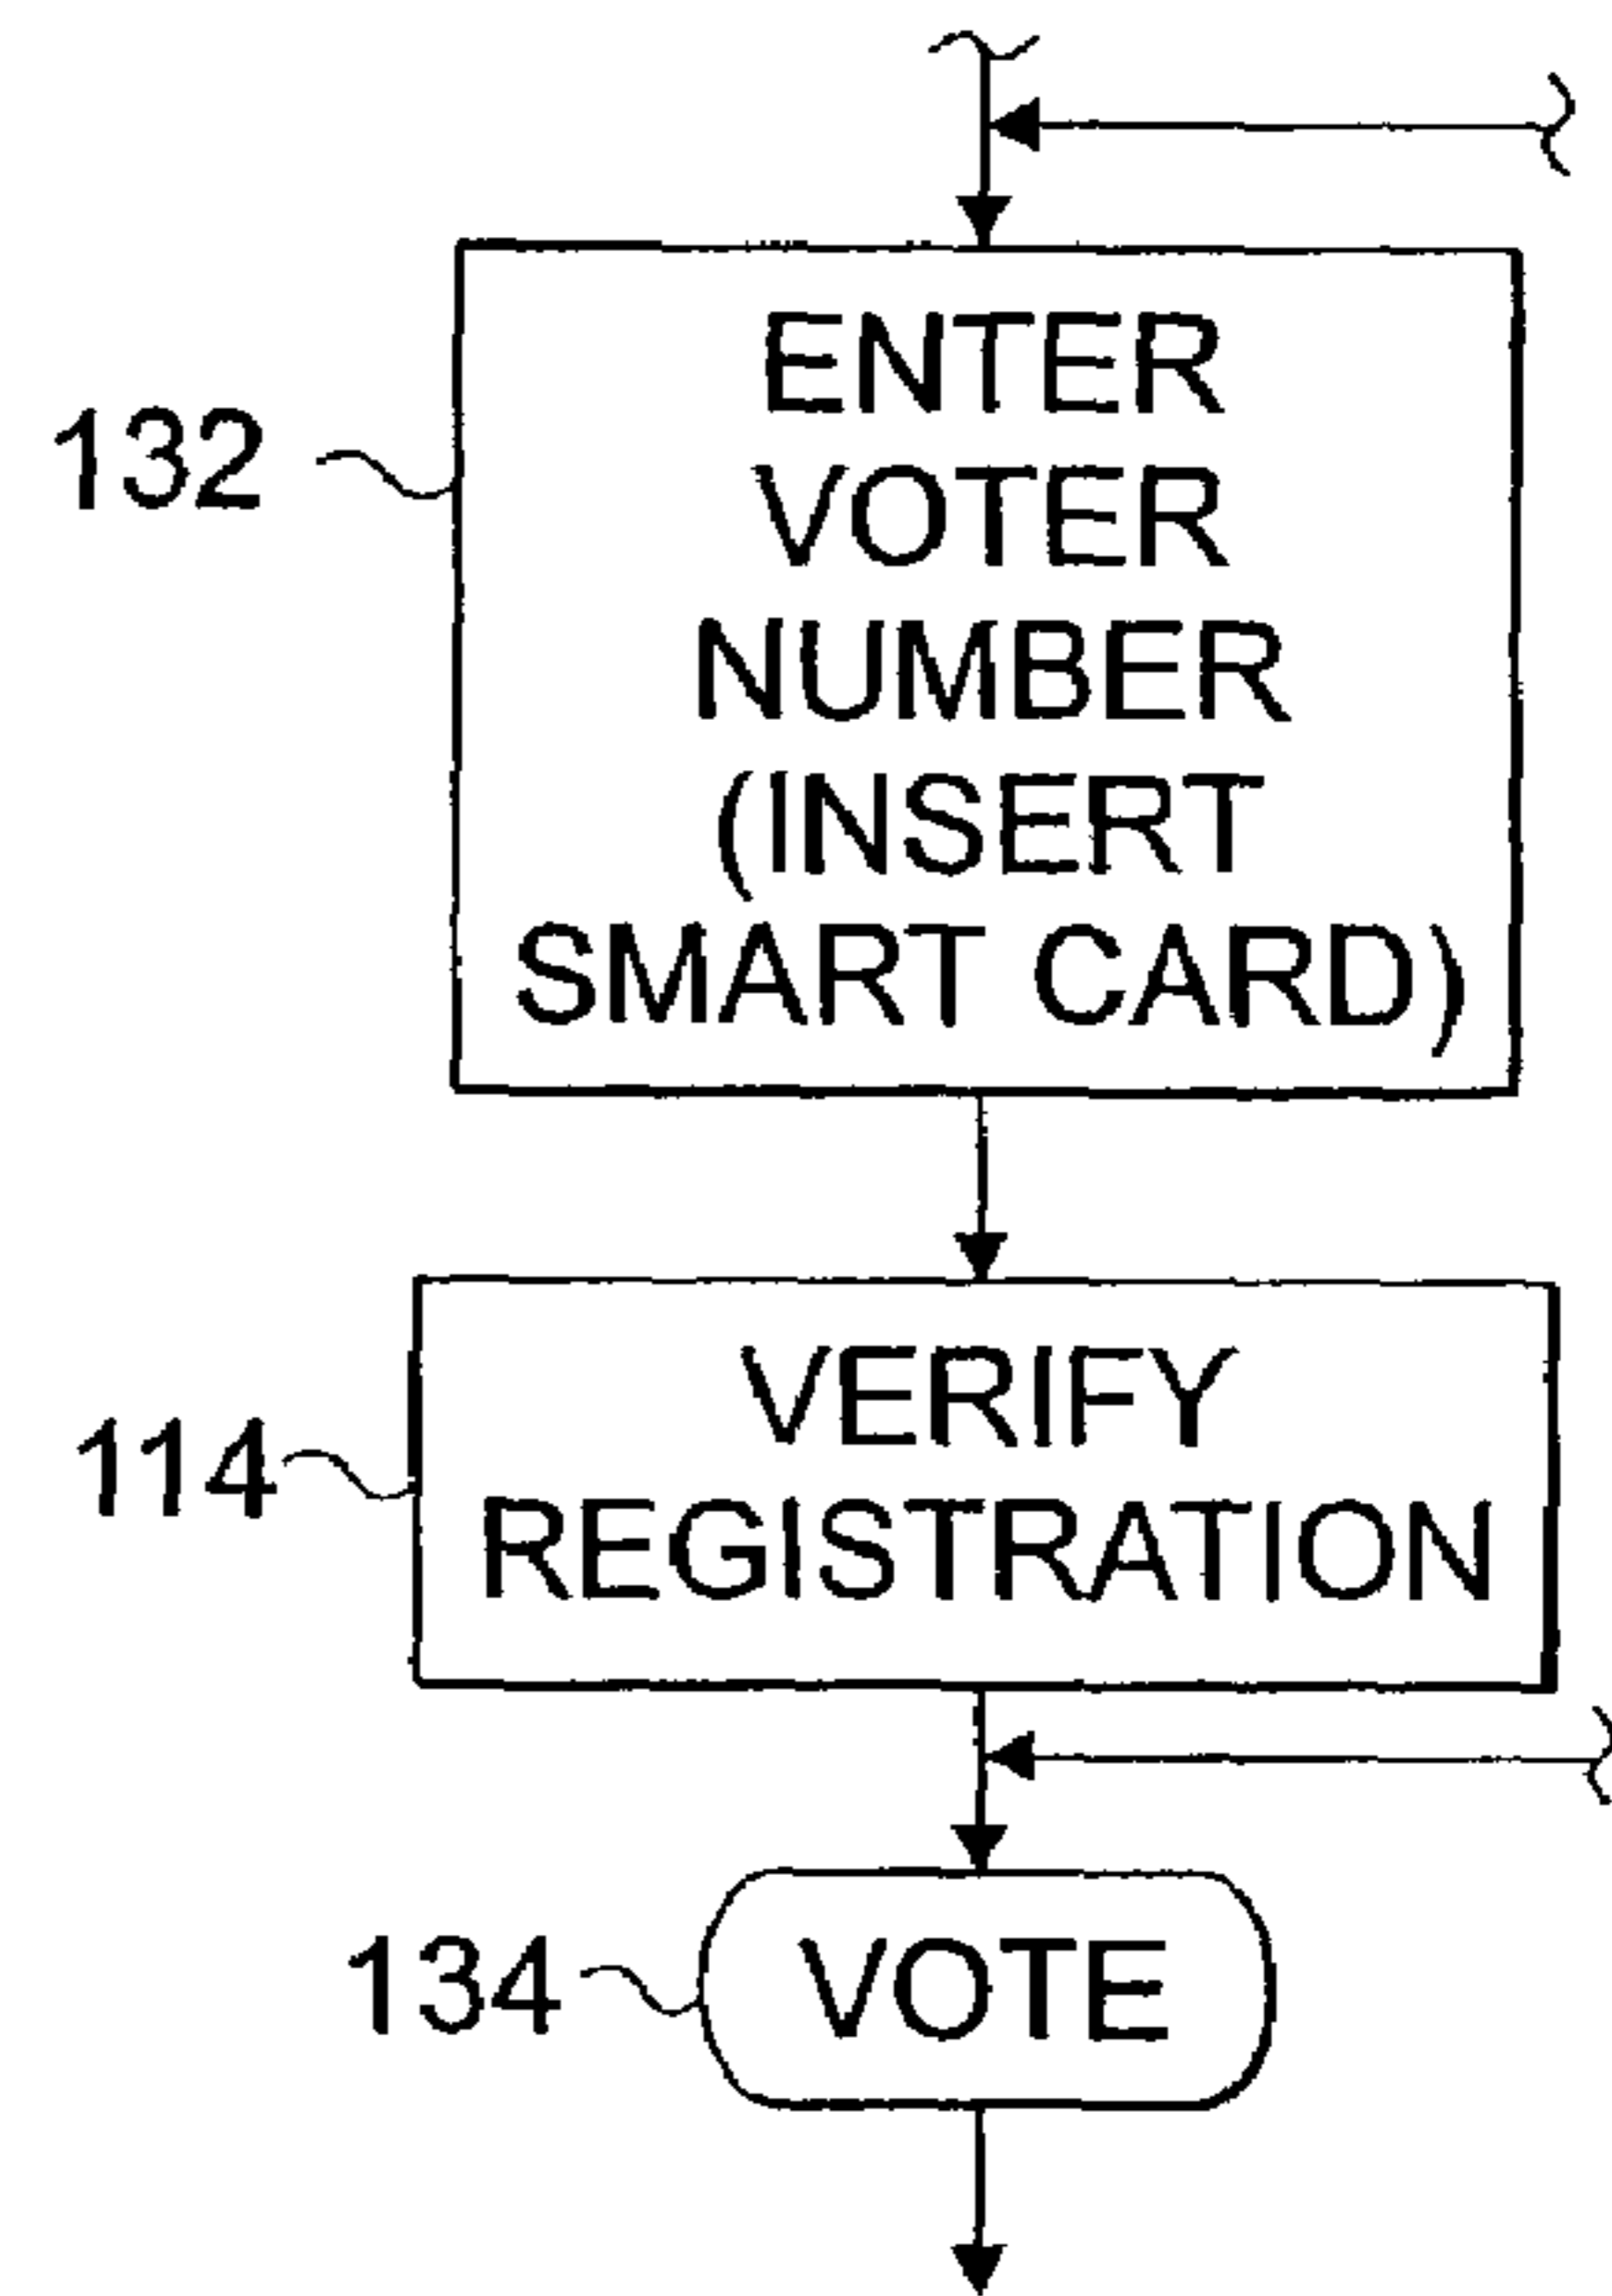 ENTER
VOTER
132
NUMBER
(INSERT
SMART CARD)
VERIFY
114
REGISTRATION
134
VOTE